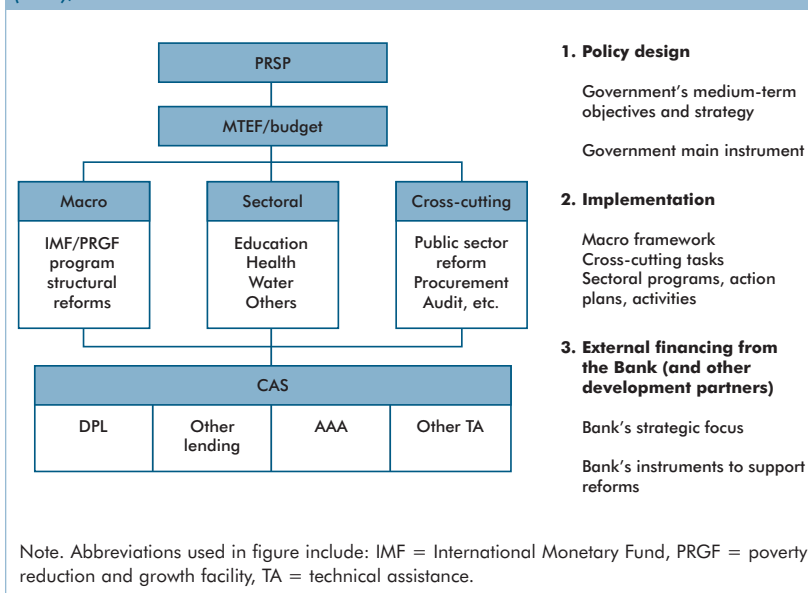 PRSP
MTEF/budget
Macro
IMF/PRGF
program
structural
reforms
Sectoral
Education
Health
Water
Others
Cross-cutting
Public sector
reform
Procurement
Audit, etc.
CAS
DPL
Other
lending
AAA
Other TA
1. Policy design
Government's medium-term
objectives and strategy
Government main instrument
2. Implementation
Macro framework
Cross-cutting tasks
Sectoral programs, action
plans, activities
3. External financing from
the Bank (and other
development partners)
Bank's strategic focus
Bank's instruments to support
reforms
Note. Abbreviations used in figure include: IMF = International Monetary Fund, PRGF = poverty
reduction and growth facility, TA = technical assistance.